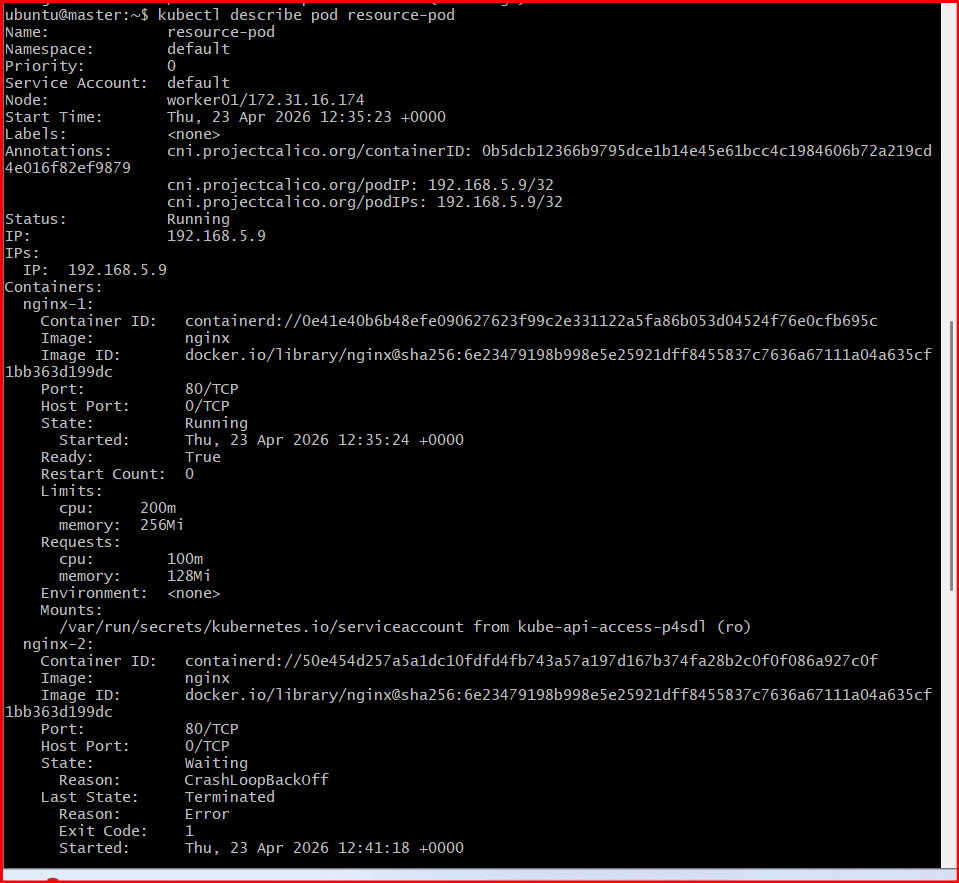 ubuntu@master:~$ kubectl describe pod resource-pod
Name:             resource-pod
Namespace:        default
Priority:         0
Service Account:  default
Node:             worker01/172.31.16.174
Start Time:       Thu, 23 Apr 2026 12:35:23 +0000
Labels:           <none>
Annotations:      cni.projectcalico.org/containerID: 0b5dcb12366b9795dce1b14e45e61bcc4c1984606b72a219cd
4e016f82ef9879
                  cni.projectcalico.org/podIP: 192.168.5.9/32
                  cni.projectcalico.org/podIPs: 192.168.5.9/32
Status:           Running
IP:               192.168.5.9
IPs:
  IP:  192.168.5.9
Containers:
  nginx-1:
    Container ID:   containerd://0e41e40b6b48efe090627623f99c2e331122a5fa86b053d04524f76e0cfb695c
    Image:          nginx
    Image ID:       docker.io/library/nginx@sha256:6e23479198b998e5e25921dff8455837c7636a67111a04a635cf
1bb363d199dc
    Port:           80/TCP
    Host Port:      0/TCP
    State:          Running
      Started:      Thu, 23 Apr 2026 12:35:24 +0000
    Ready:          True
    Restart Count:  0
    Limits:
      cpu:     200m
      memory:  256Mi
    Requests:
      cpu:        100m
      memory:     128Mi
    Environment:  <none>
    Mounts:
      /var/run/secrets/kubernetes.io/serviceaccount from kube-api-access-p4sdl (ro)
  nginx-2:
    Container ID:   containerd://50e454d257a5a1dc10fdfd4fb743a57a197d167b374fa28b2c0f0f086a927c0f
    Image:          nginx
    Image ID:       docker.io/library/nginx@sha256:6e23479198b998e5e25921dff8455837c7636a67111a04a635cf
1bb363d199dc
    Port:           80/TCP
    Host Port:      0/TCP
    State:          Waiting
      Reason:       CrashLoopBackOff
    Last State:     Terminated
      Reason:       Error
      Exit Code:    1
      Started:      Thu, 23 Apr 2026 12:41:18 +0000